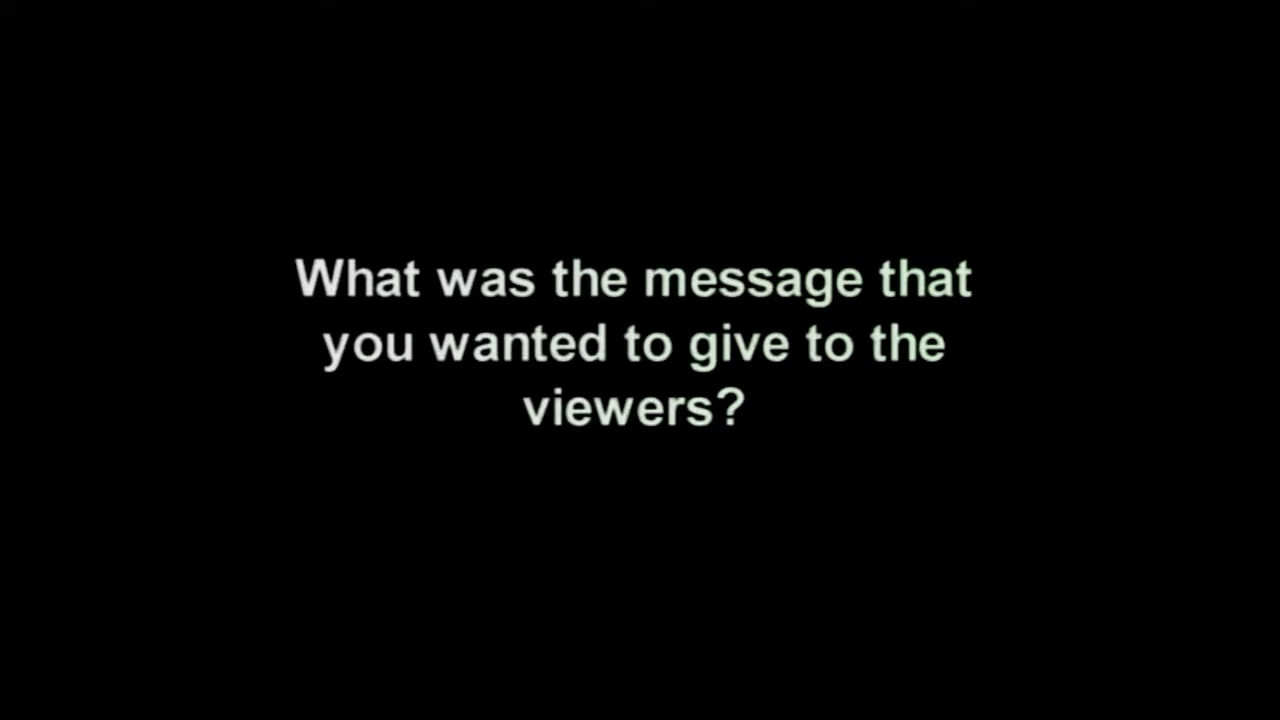 What was the message that
you wanted to give to the
viewers?